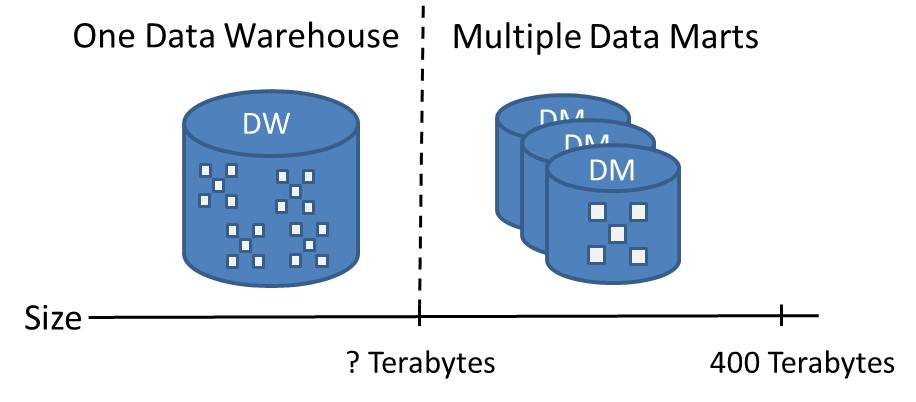 One Data Warehouse
Multiple Data Marts
DW
DM
DM
DM
Size
? Terabytes
400 Terabytes